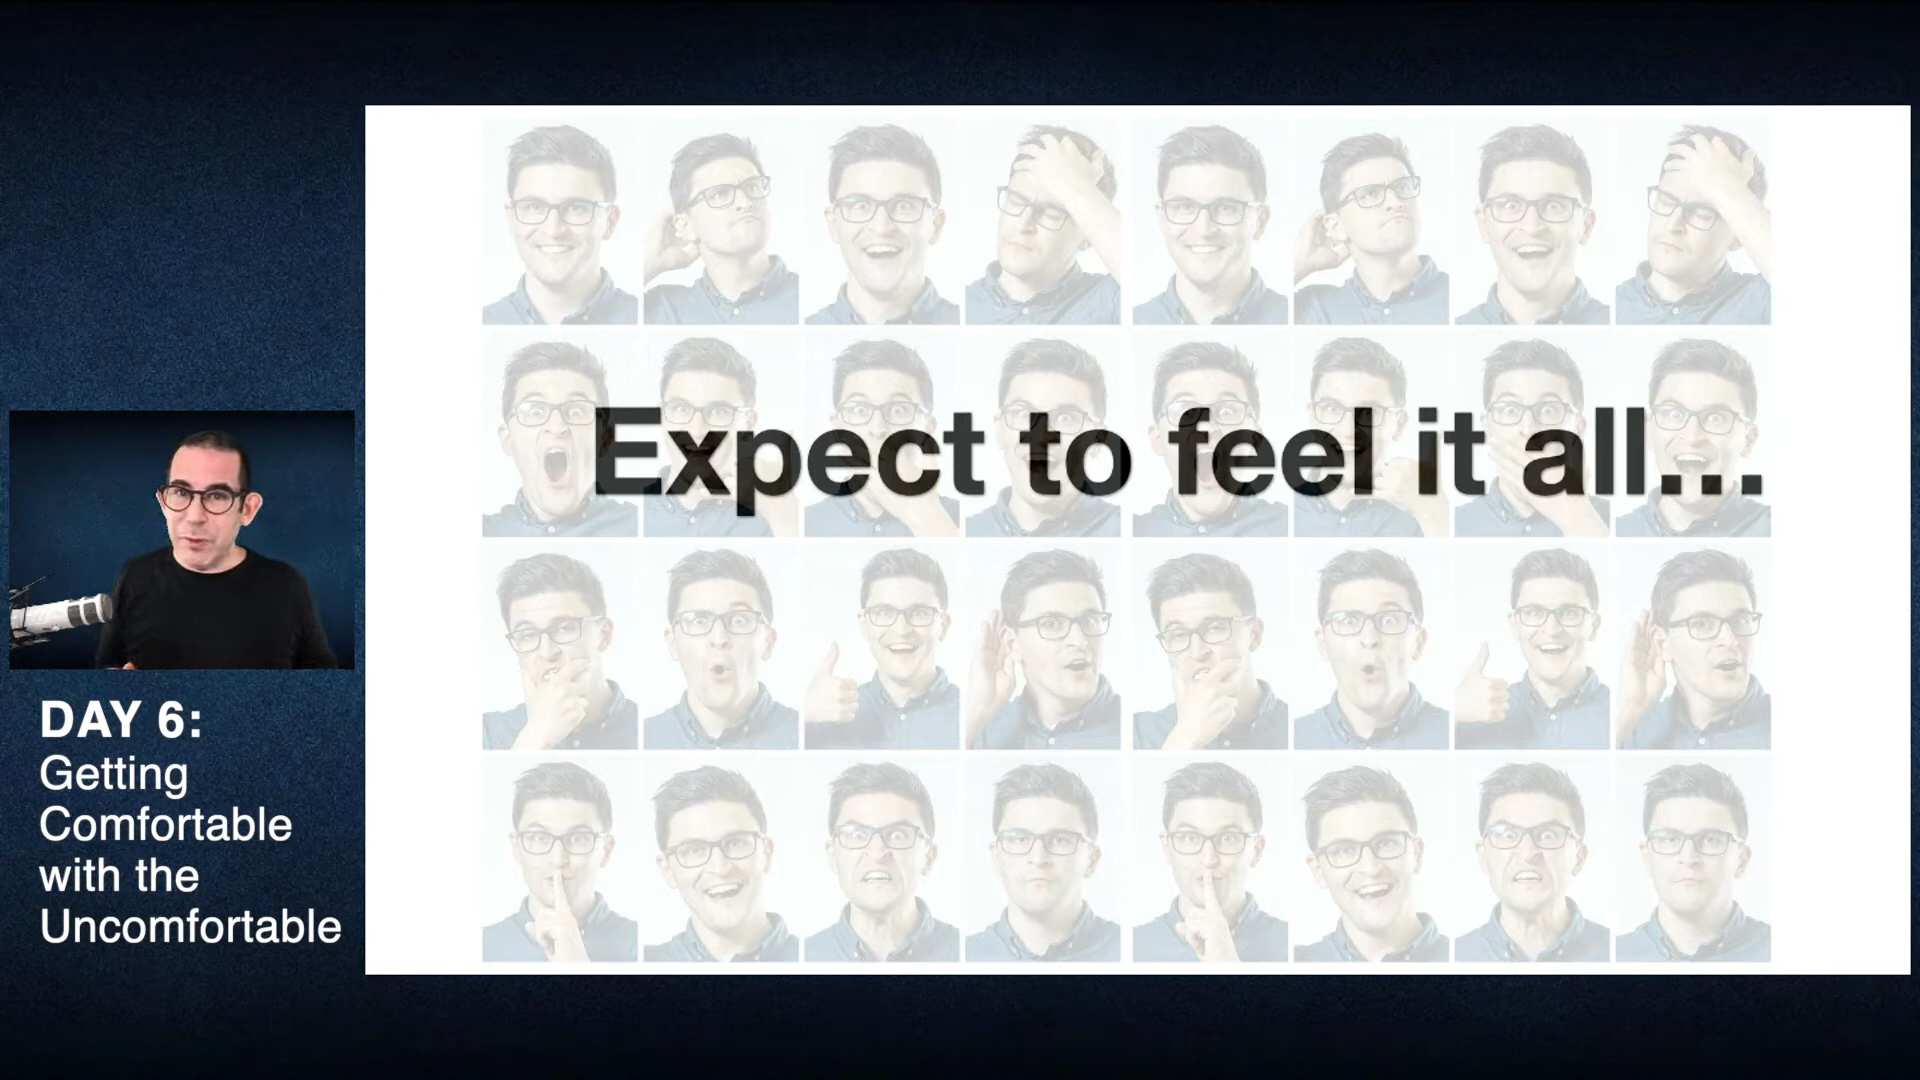 Expect to feel it all...
DAY 6:
Getting
Comfortable
with the
Uncomfortable